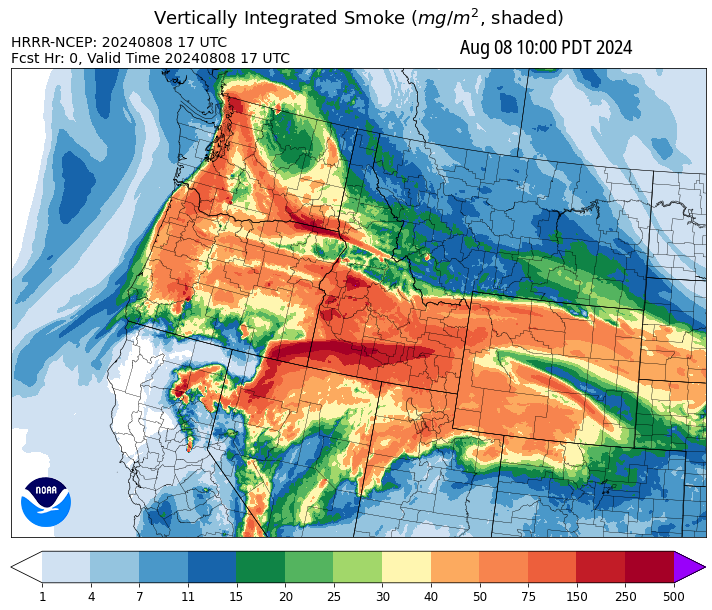 Vertically Integrated Smoke (mg/m², shaded)
HRRR-NCEP: 20240808 17 UTC
Fcst Hr: 0, Valid Time 20240808 17 UTC
Aug 08 10:00 PDT 2024
NOAA
1 4 7 11 15 20 25 30 40 50 75 150 250 500